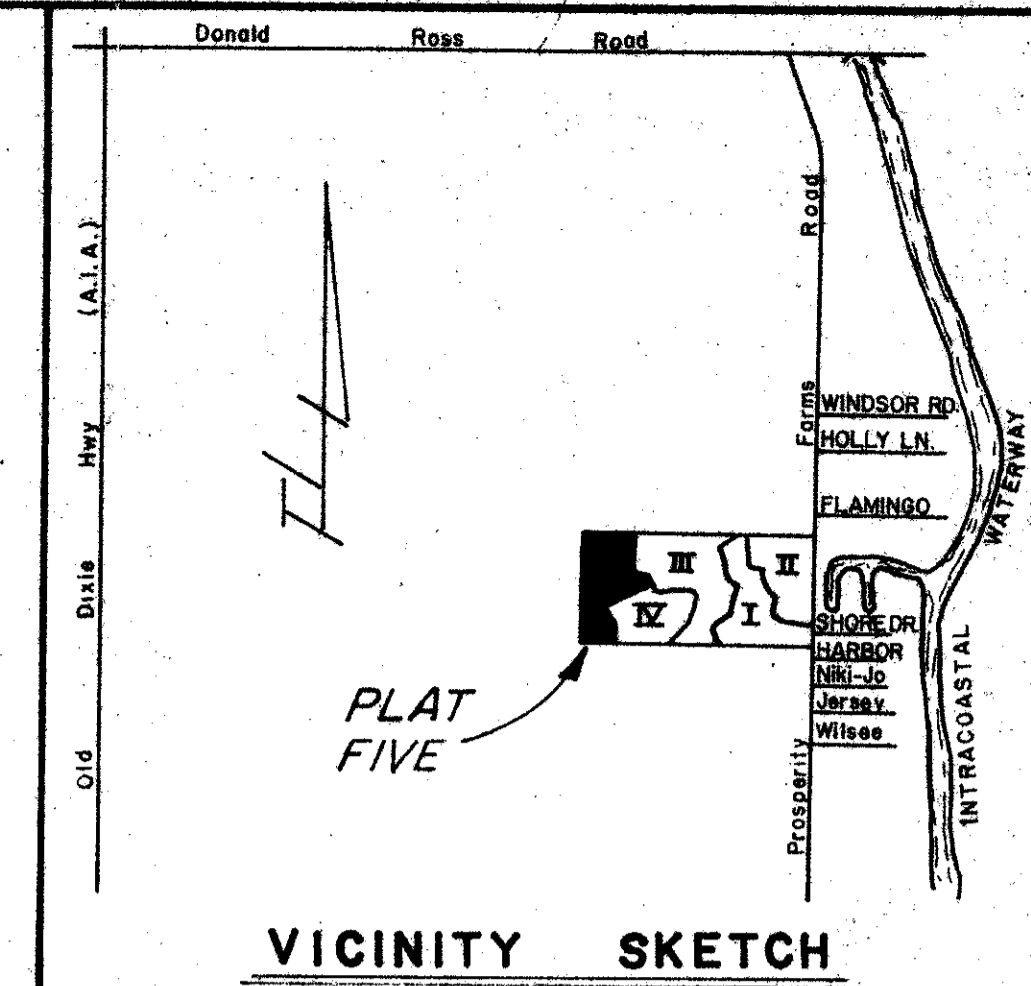 Donald Ross Road
Old Dixie Hwy (A.I.A.)
Prosperity Farms Road
WINDSOR RD.
HOLLY LN.
FLAMINGO
SHORE DR.
HARBOR
Niki-Jo
Jersey
Wilsee
INTRACOASTAL WATERWAY
III
II
IV
I
PLAT
FIVE
VICINITY SKETCH